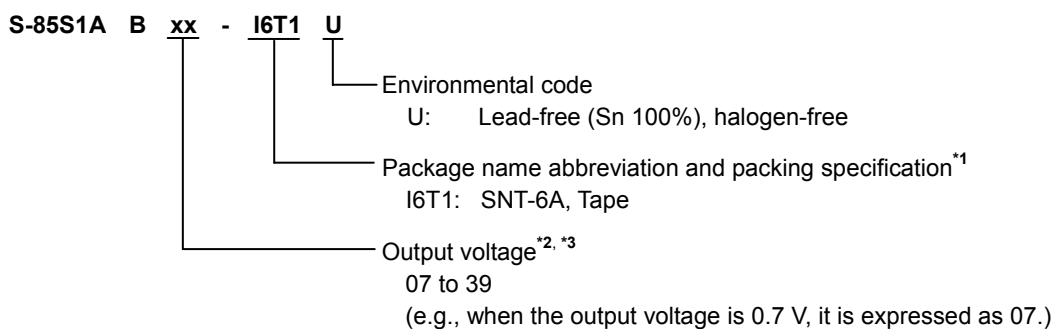 S-85S1A B xx - I6T1 U
Environmental code
U: Lead-free (Sn 100%), halogen-free
Package name abbreviation and packing specification*1
I6T1: SNT-6A, Tape
Output voltage*2, *3
07 to 39
(e.g., when the output voltage is 0.7 V, it is expressed as 07.)